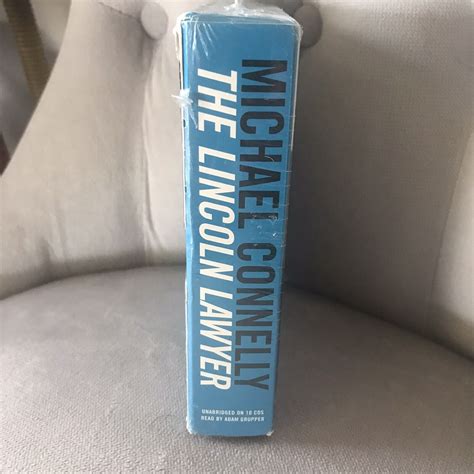 MICHAEL CONNELLY
THE LINCOLN LAWYER
UNABRIDGED ON 10 CDS
READ BY ADAM GRUPPER